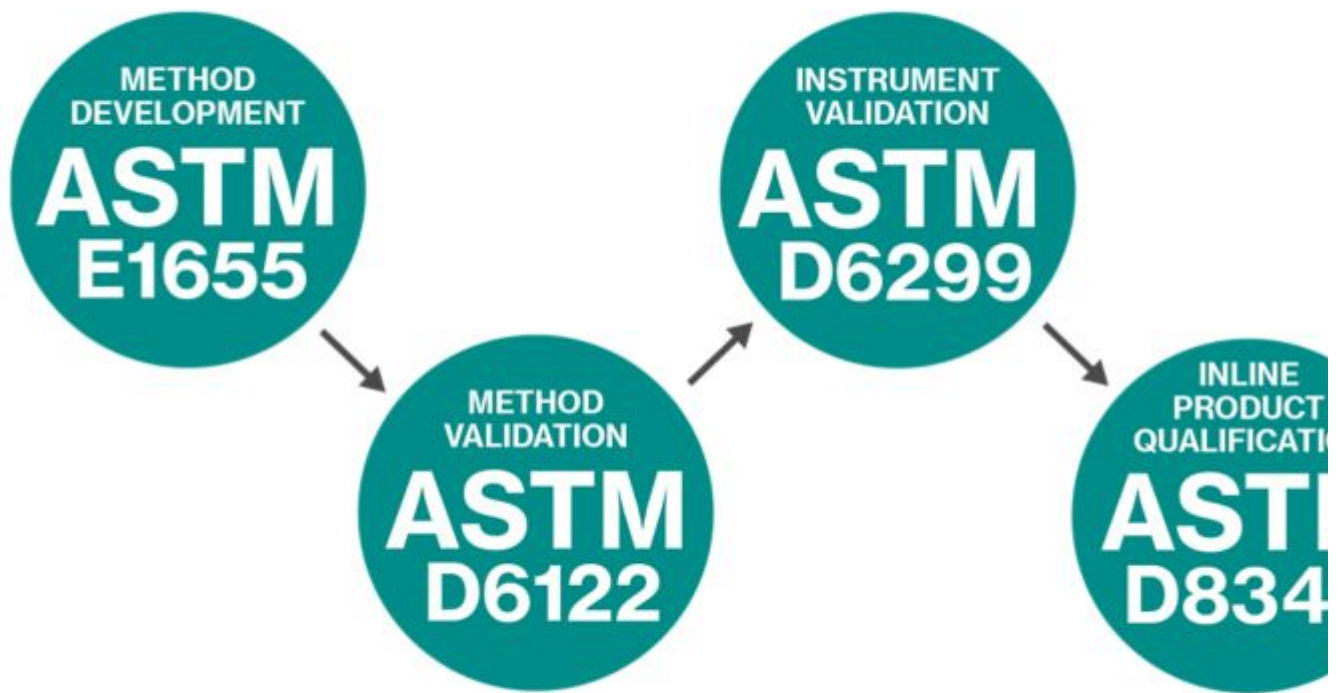 METHOD
DEVELOPMENT
ASTM
E1655
METHOD
VALIDATION
ASTM
D6122
INSTRUMENT
VALIDATION
ASTM
D6299
INLINE
PRODUCT